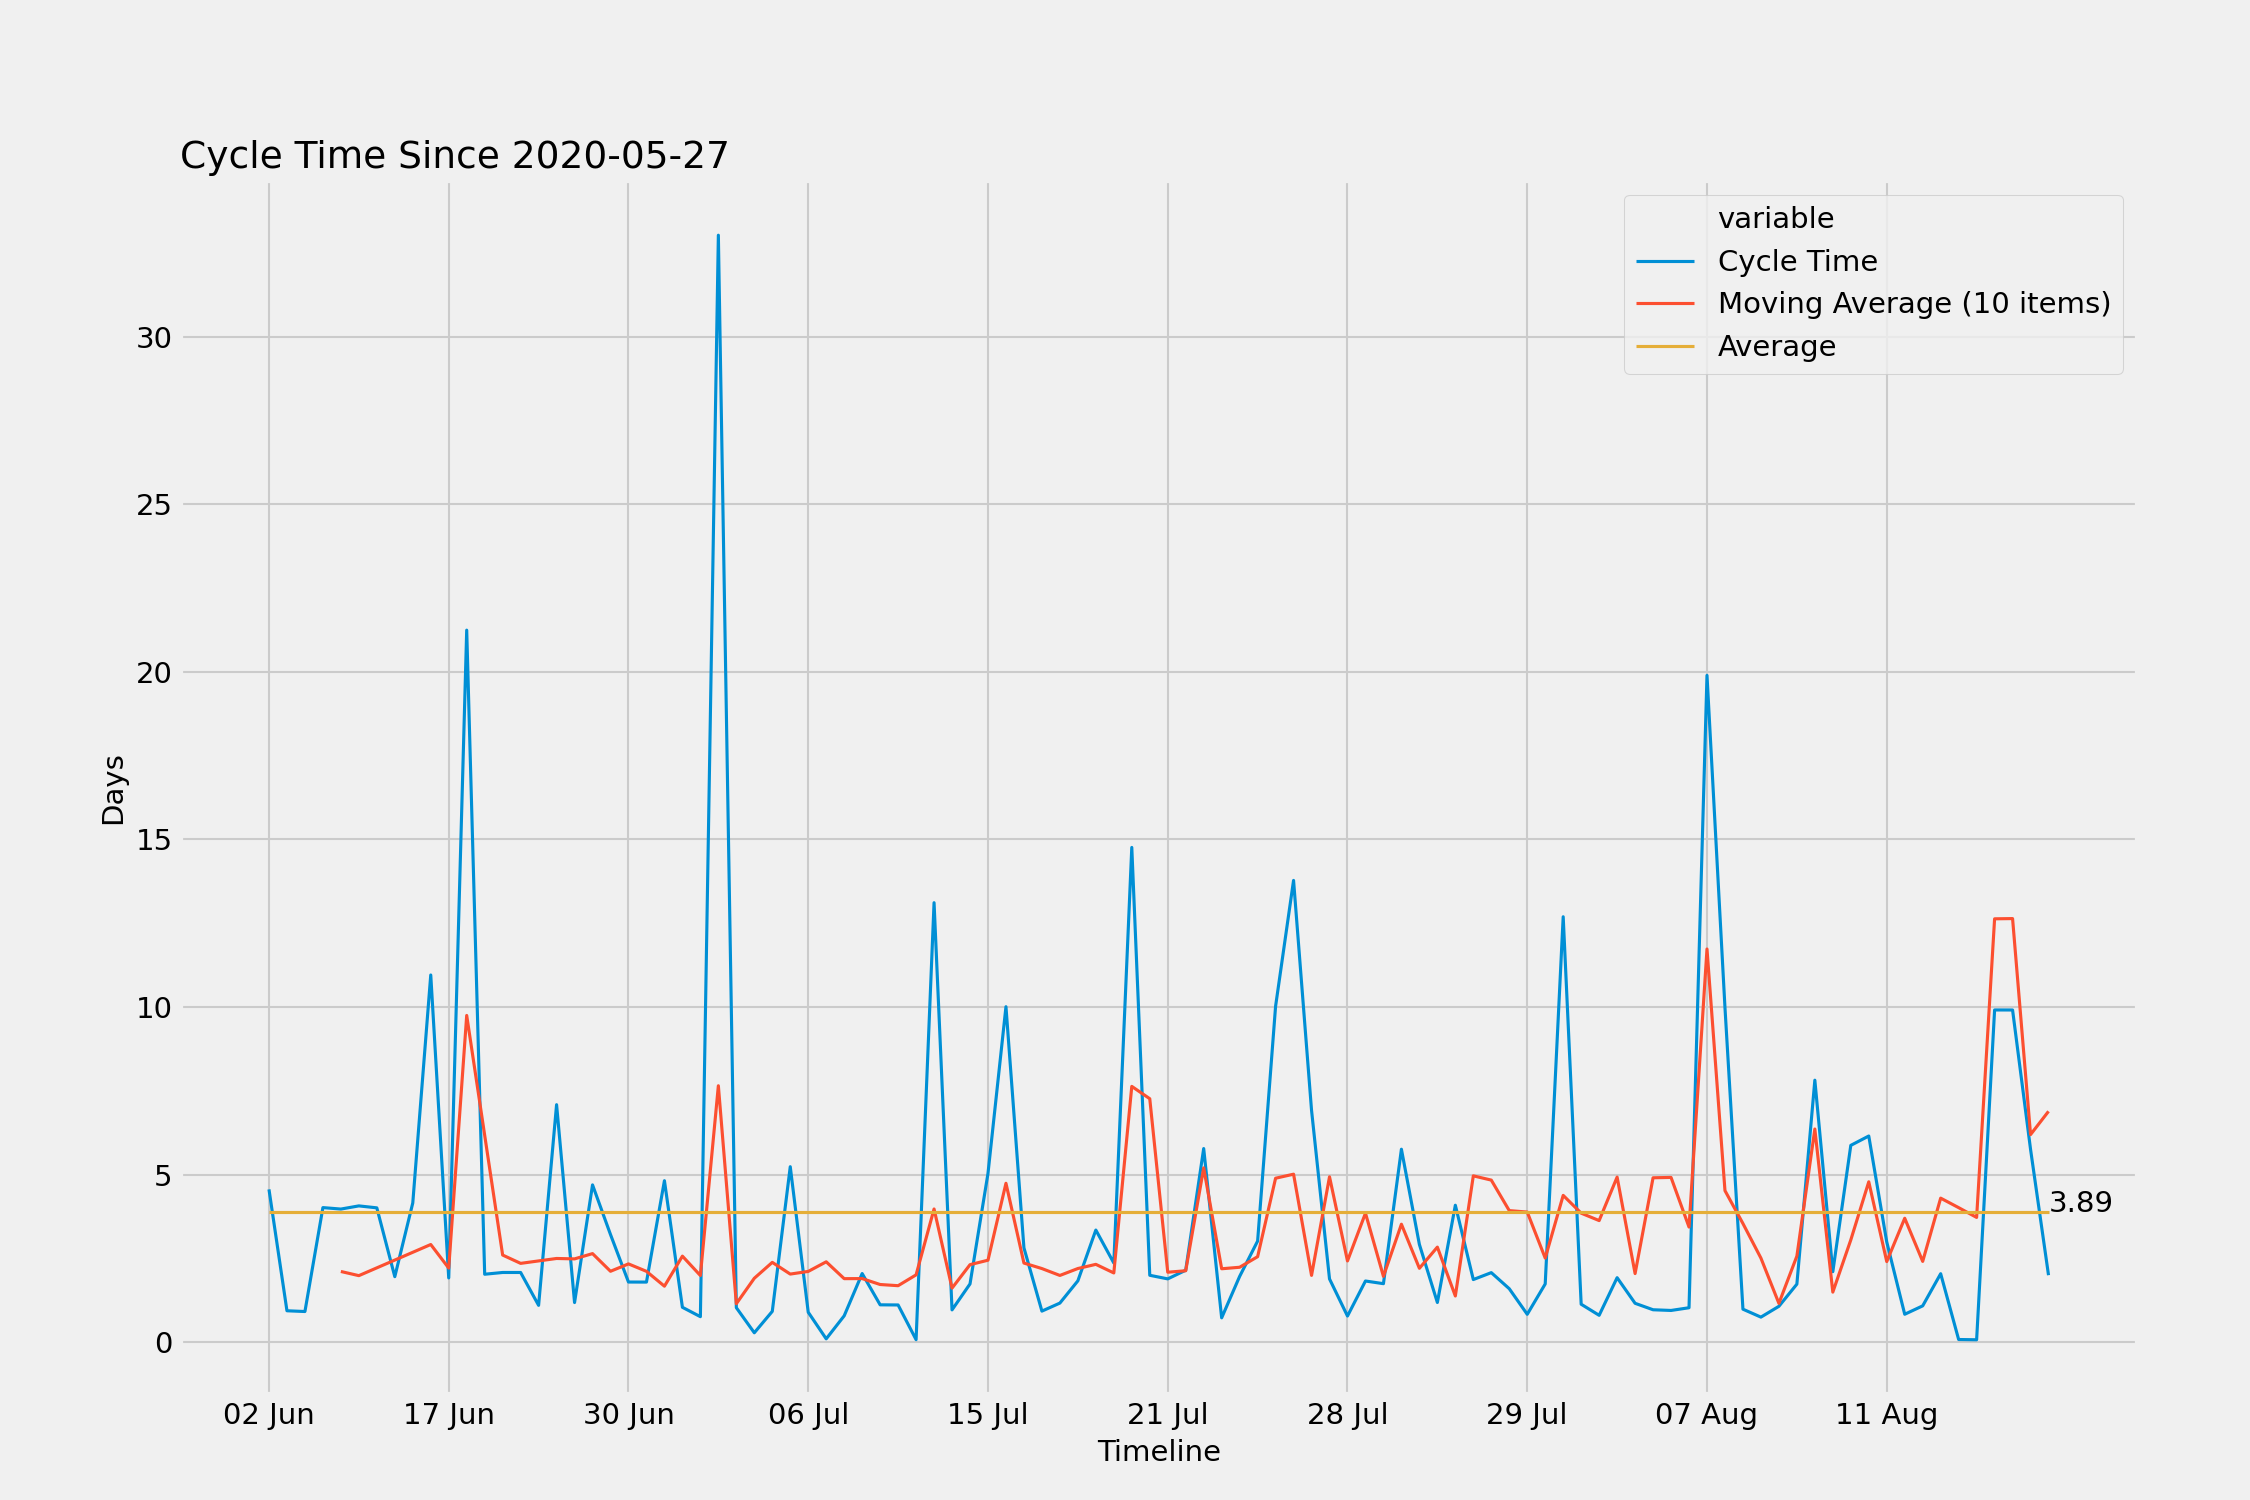 Cycle Time Since 2020-05-27
variable
Cycle Time
Moving Average (10 items)
Average
30
25
20
15
10
5
0
Days
3.89
02 Jun 17 Jun 30 Jun 06 Jul 15 Jul 21 Jul 28 Jul 29 Jul 07 Aug 11 Aug
Timeline